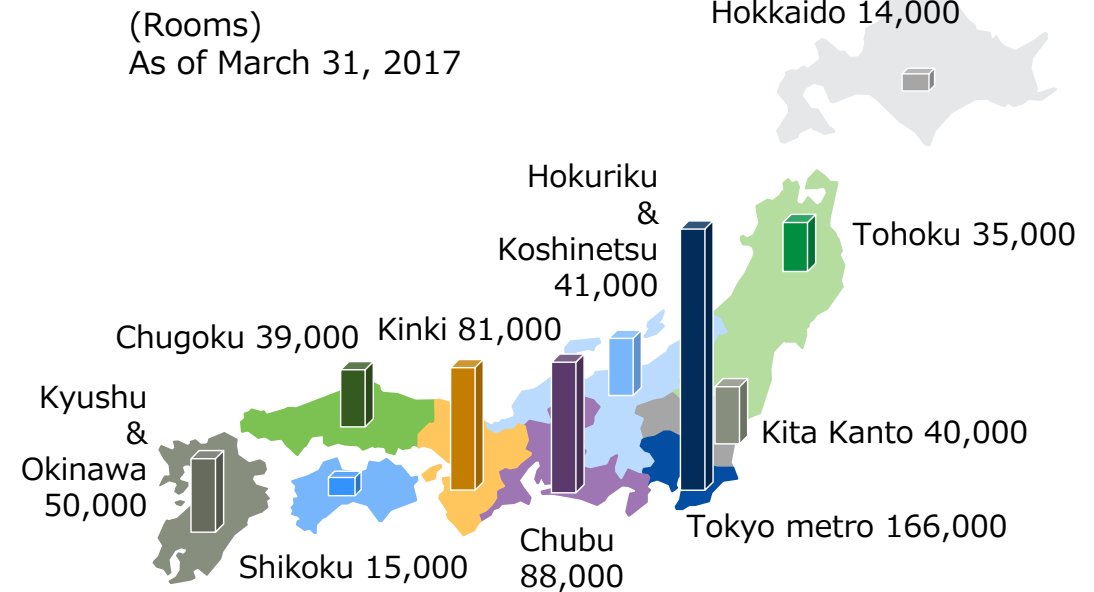 (Rooms)
As of March 31, 2017
Hokkaido 14,000
Hokuriku
&
Koshinetsu
41,000
Tohoku 35,000
Chugoku 39,000
Kinki 81,000
Kyushu
&
Okinawa
50,000
Kita Kanto 40,000
Tokyo metro 166,000
Chubu
88,000
Shikoku 15,000